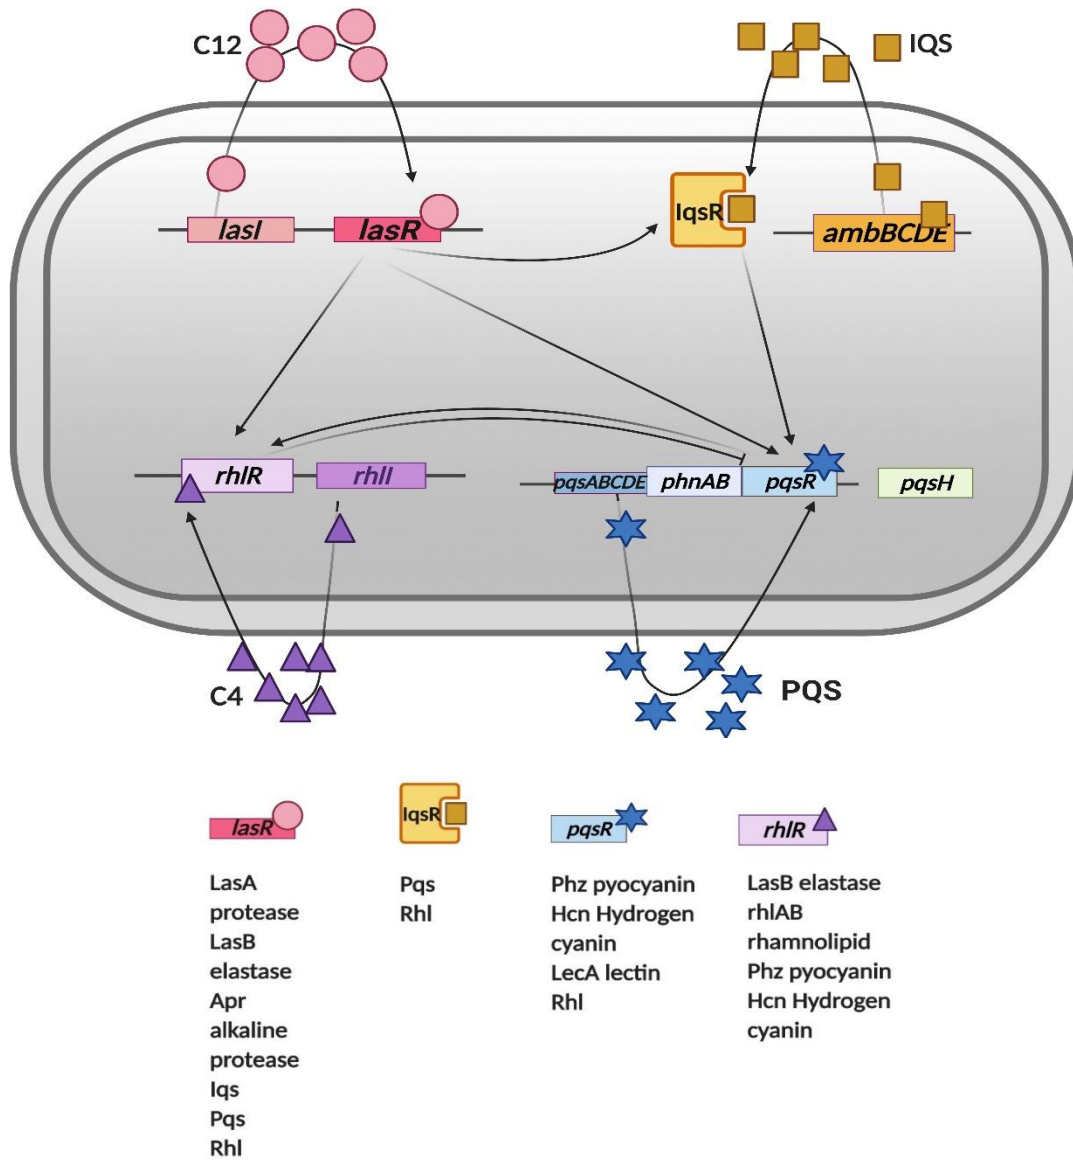 C12
IQS
lasI
lasR
IqsR
ambBCDE
rhlR
rhlI
pqsABCDE
phnAB
pqsR
pqsH
C4
PQS
lasR
LasA
protease
LasB
elastase
Apr
alkaline
protease
Iqs
Pqs
Rhl
IqsR
Pqs
Rhl
pqsR
Phz pyocyanin
Hcn Hydrogen
cyanin
LecA lectin
Rhl
rhlR
LasB elastase
rhlAB
rhamnolipid
Phz pyocyanin
Hcn Hydrogen
cyanin